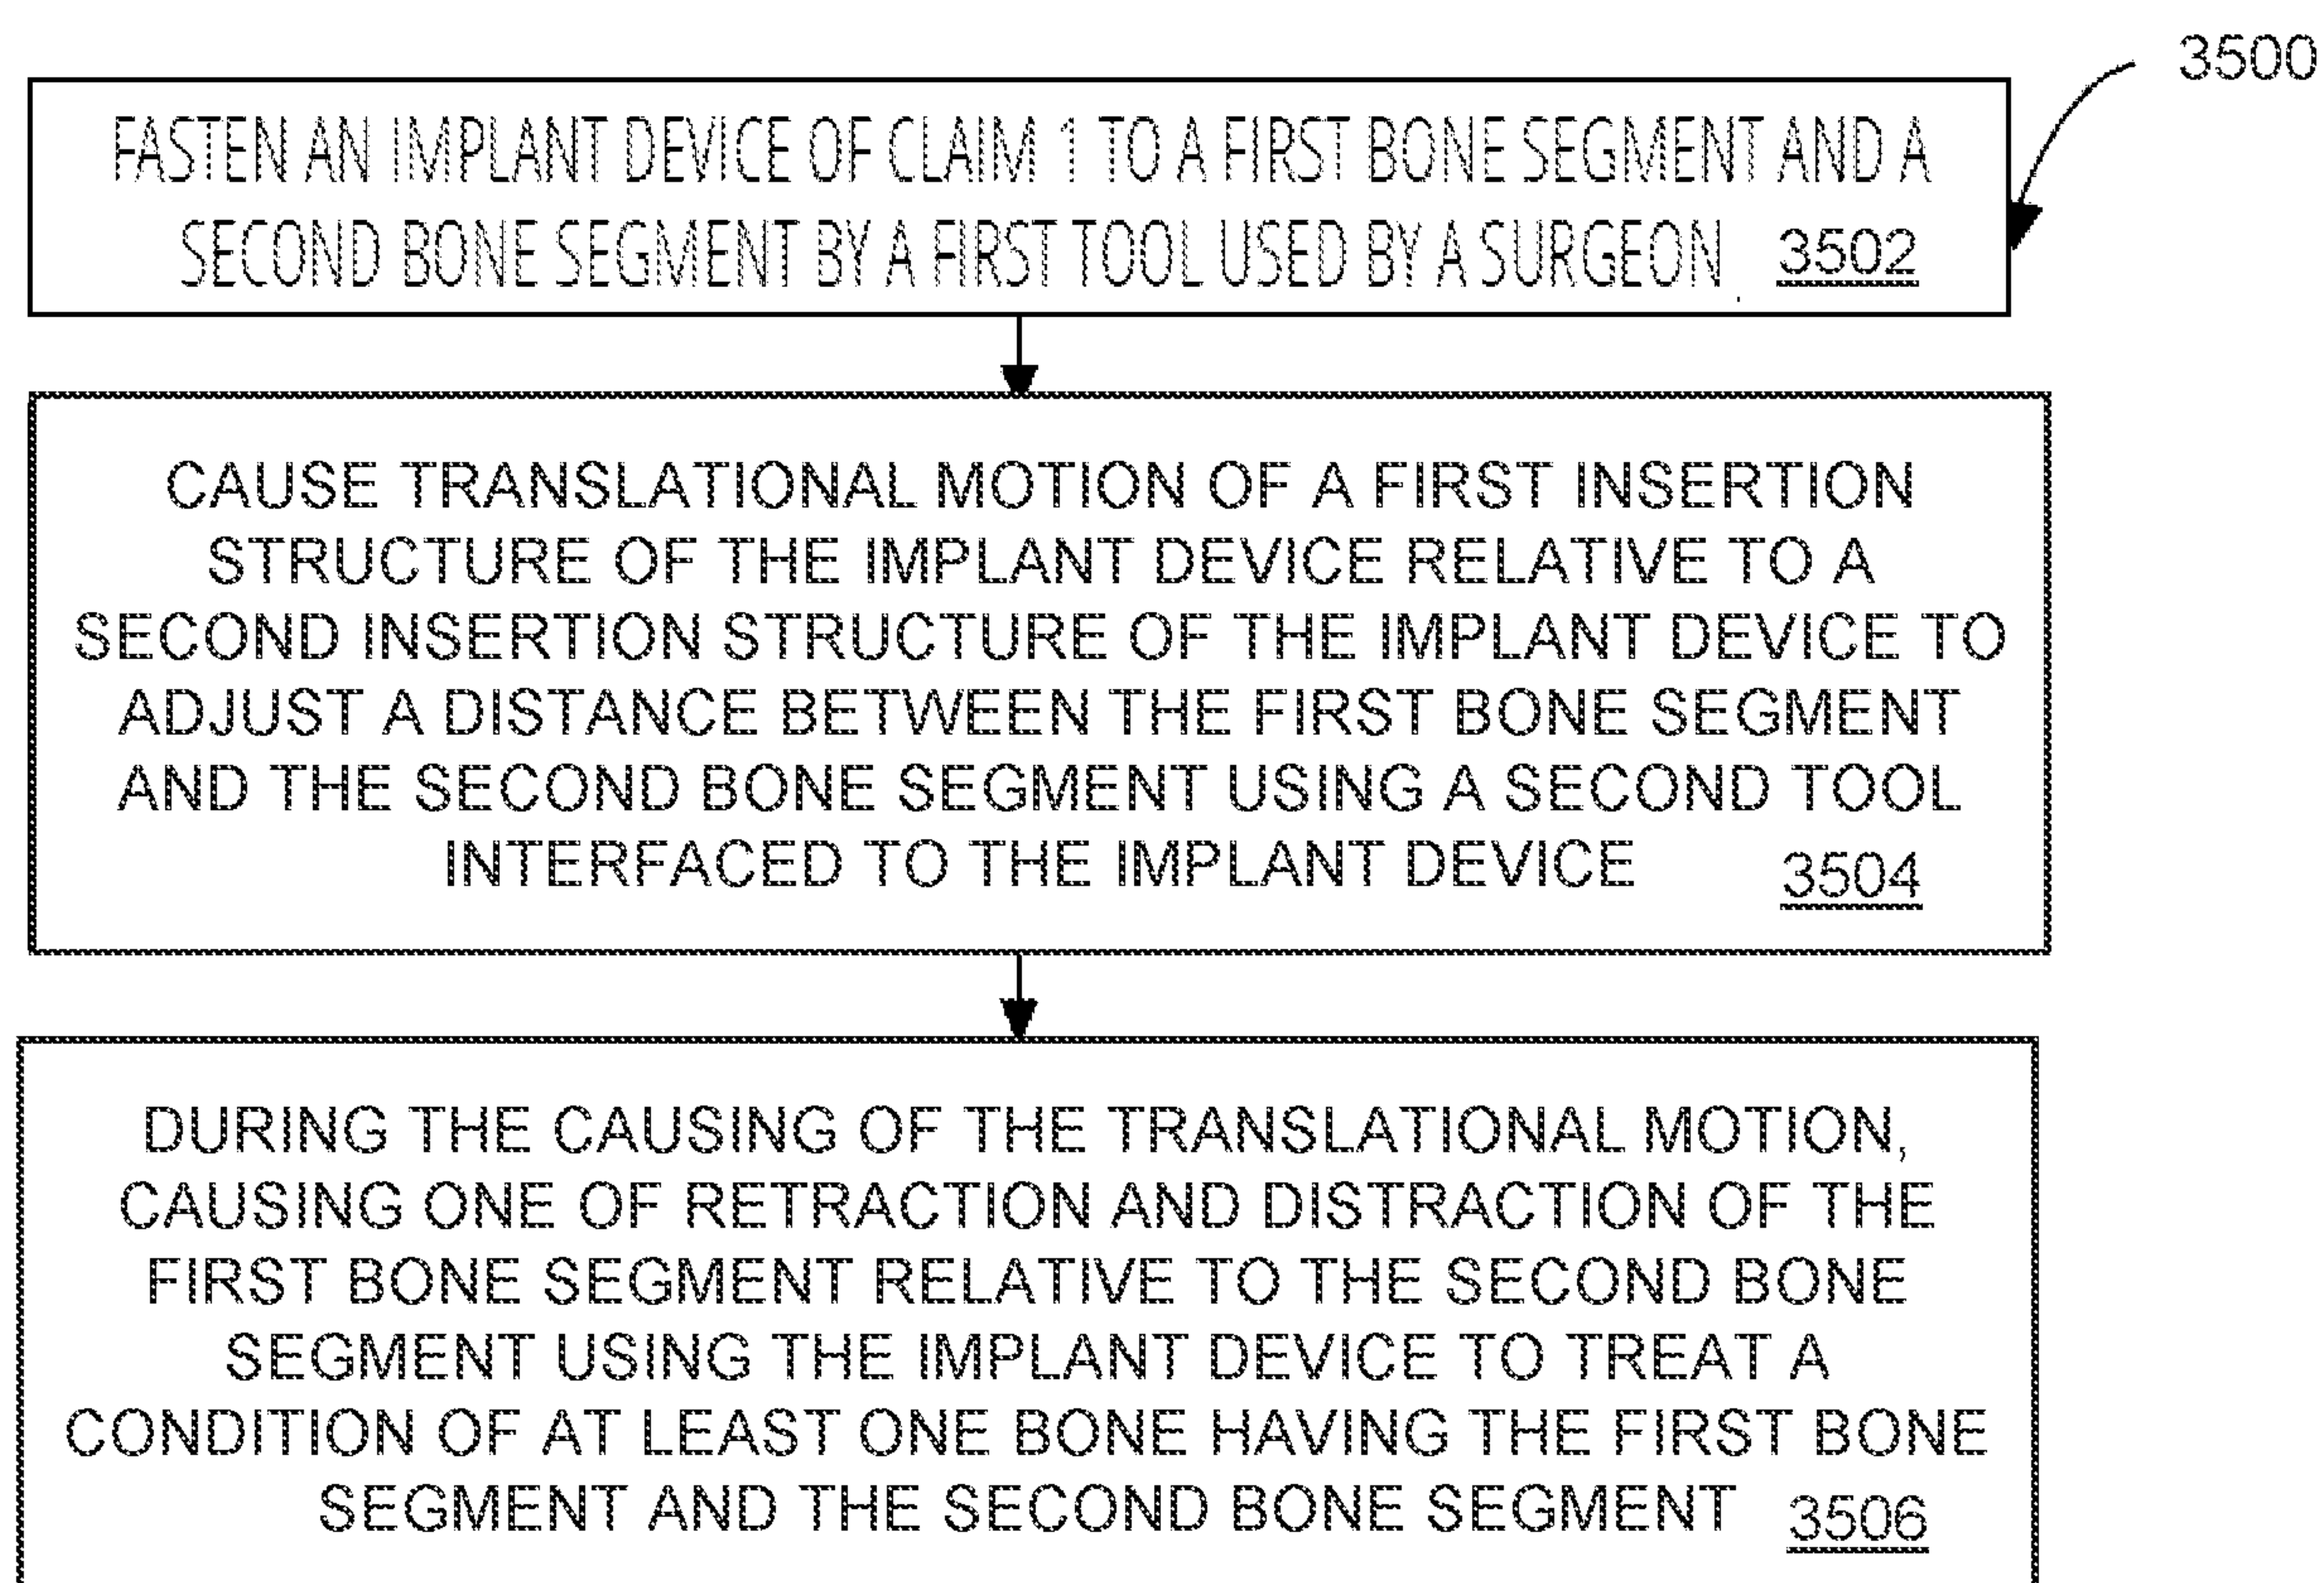 3500
FASTEN AN IMPLANT DEVICE OF CLAIM 1 TO A FIRST BONE SEGMENT AND A
SECOND BONE SEGMENT BY A FIRST TOOL USED BY A SURGEON 3502
CAUSE TRANSLATIONAL MOTION OF A FIRST INSERTION
STRUCTURE OF THE IMPLANT DEVICE RELATIVE TO A
SECOND INSERTION STRUCTURE OF THE IMPLANT DEVICE TO
ADJUST A DISTANCE BETWEEN THE FIRST BONE SEGMENT
AND THE SECOND BONE SEGMENT USING A SECOND TOOL
INTERFACED TO THE IMPLANT DEVICE 3504
DURING THE CAUSING OF THE TRANSLATIONAL MOTION,
CAUSING ONE OF RETRACTION AND DISTRACTION OF THE
FIRST BONE SEGMENT RELATIVE TO THE SECOND BONE
SEGMENT USING THE IMPLANT DEVICE TO TREAT A
CONDITION OF AT LEAST ONE BONE HAVING THE FIRST BONE
SEGMENT AND THE SECOND BONE SEGMENT 3506